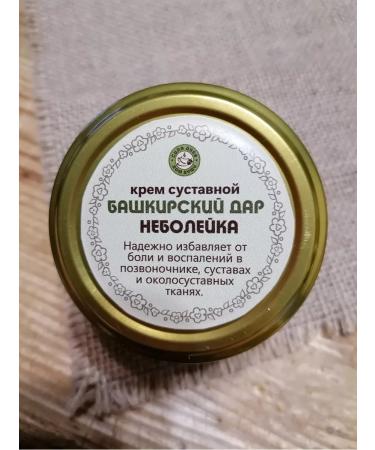 крем суставной
БАШКИРСКИЙ ДАР
НЕБОЛЕЙКА
Надежно избавляет от
боли и воспалений в
позвоночнике, суставах
и околосуставных
тканях.